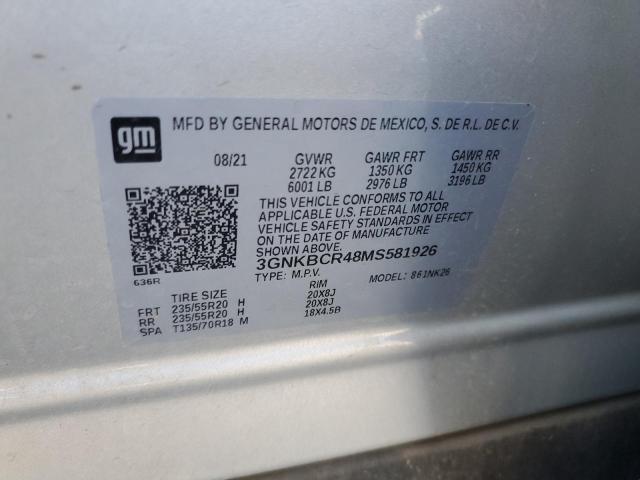 gm
MFD BY GENERAL MOTORS DE MEXICO, S. DE R.L. DE C.V.
08/21 GVWR GAWR FRT GAWR RR
2722 KG 1350 KG 1450 KG
6001 LB 2976 LB 3196 LB
THIS VEHICLE CONFORMS TO ALL
APPLICABLE U.S. FEDERAL MOTOR
VEHICLE SAFETY STANDARDS IN EFFECT
ON THE DATE OF MANUFACTURE
SHOWN ABOVE.
3GNKBCR48MS581926
TYPE: M.P.V. MODEL: 861NK26
636R
TIRE SIZE RIM
FRT 235/55R20 H 20X8J
RR 235/55R20 H 20X8J
SPA T135/70R18 M 18X4.5B